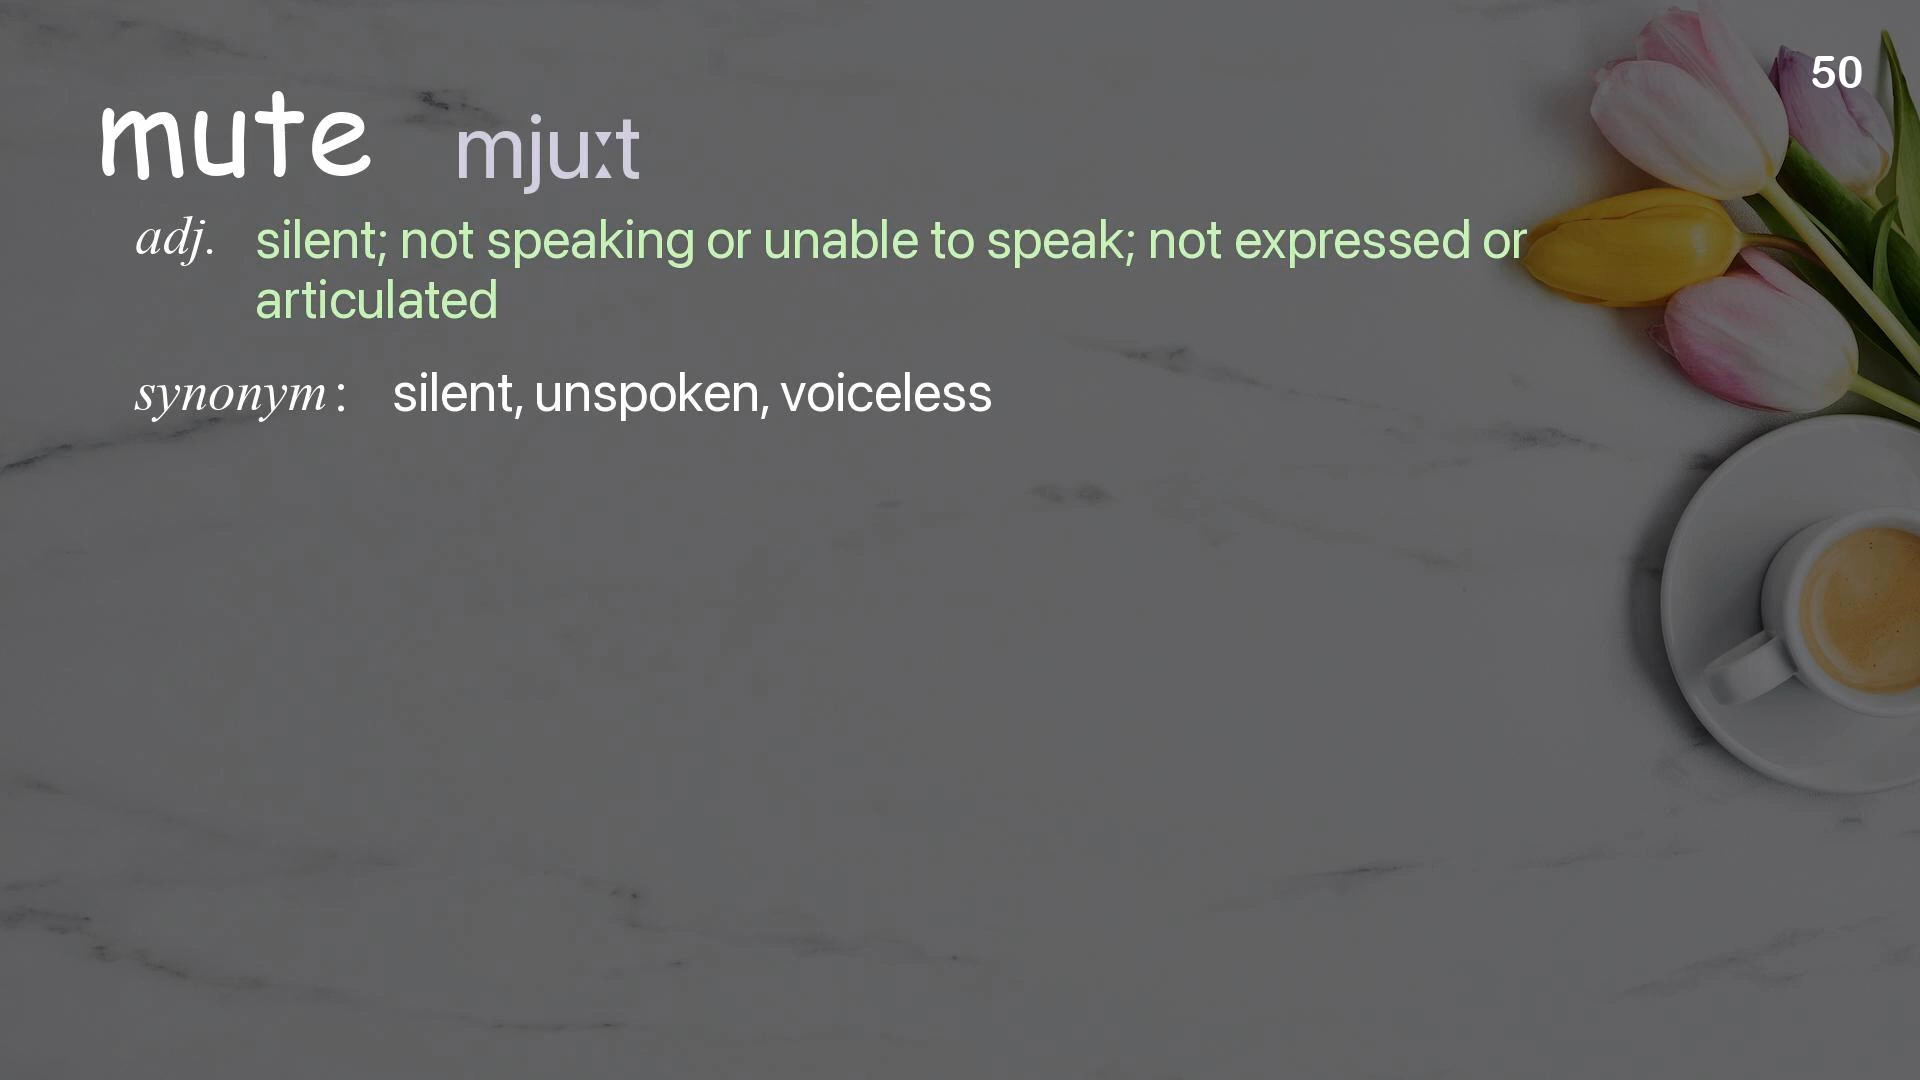 50
mute mjuːt
adj. silent; not speaking or unable to speak; not expressed or
articulated
synonym : silent, unspoken, voiceless